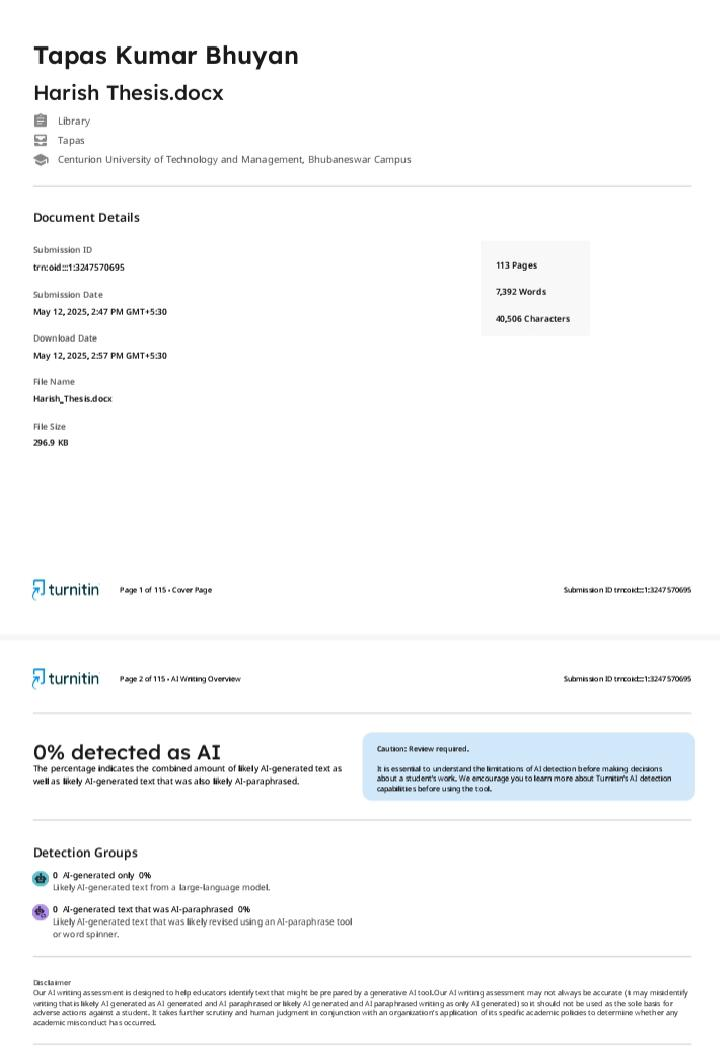 Tapas Kumar Bhuyan
Harish Thesis.docx
Library
Tapas
Centurion University of Technology and Management, Bhubaneswar Campus
Document Details
Submission ID
trn:oid:::1:3247570695
Submission Date
May 12, 2025, 2:47 PM GMT+5:30
Download Date
May 12, 2025, 2:57 PM GMT+5:30
File Name
Harish_Thesis.docx
File Size
296.9 KB
113 Pages
7,392 Words
40,506 Characters
turnitin Page 1 of 115 - Cover Page Submission ID trn:oid:::1:3247570695
turnitin Page 2 of 115 - AI Writing Overview Submission ID trn:oid:::1:3247570695
0% detected as AI
The percentage indicates the combined amount of likely AI-generated text as
well as likely AI-generated text that was also likely AI-paraphrased.
Caution: Review required.
It is essential to understand the limitations of AI detection before making decisions
about a student's work. We encourage you to learn more about Turnitin's AI detection
capabilities before using the tool.
Detection Groups
0 AI-generated only 0%
Likely AI-generated text from a large-language model.
0 AI-generated text that was AI-paraphrased 0%
Likely AI-generated text that was likely revised using an AI-paraphrase tool
or word spinner.
Disclaimer
Our AI writing assessment is designed to help educators identify text that might be prepared by a generative AI tool. Our AI writing assessment may not always be accurate (it may misidentify
writing that is likely AI generated as AI generated and AI paraphrased or likely AI generated and AI paraphrased writing as only AI generated) so it should not be used as the sole basis for
adverse actions against a student. It takes further scrutiny and human judgment in conjunction with an organization's application of its specific academic policies to determine whether any
academic misconduct has occurred.